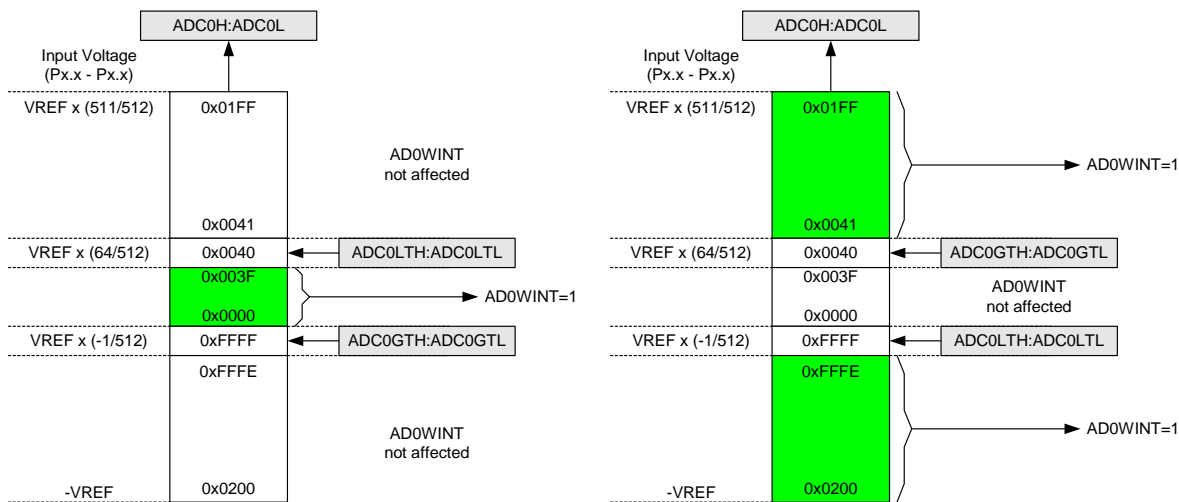 ADC0H:ADC0L
Input Voltage
(Px.x - Px.x)
VREF x (511/512)
0x01FF
AD0WINT
not affected
0x0041
VREF x (64/512)
0x0040
ADC0LTH:ADC0LTL
0x003F
AD0WINT=1
0x0000
VREF x (-1/512)
0xFFFF
ADC0GTH:ADC0GTL
0xFFFE
AD0WINT
not affected
-VREF
0x0200
ADC0H:ADC0L
Input Voltage
(Px.x - Px.x)
VREF x (511/512)
0x01FF
AD0WINT=1
0x0041
VREF x (64/512)
0x0040
ADC0GTH:ADC0GTL
0x003F
AD0WINT
not affected
0x0000
VREF x (-1/512)
0xFFFF
ADC0LTH:ADC0LTL
0xFFFE
AD0WINT=1
-VREF
0x0200